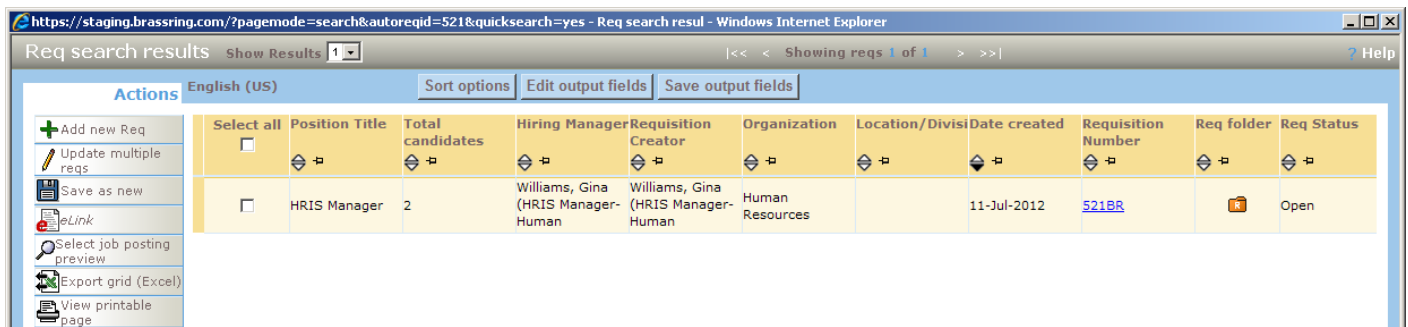 https://staging.brassring.com/?pagemode=search&autoreqid=521&quicksearch=yes - Req search resul - Windows Internet Explorer
Req search results Show Results 1 |<< < Showing reqs 1 of 1 > >>| ? Help
Actions English (US) Sort options Edit output fields Save output fields
Add new Req
Update multiple
reqs
Save as new
eLink
Select job posting
preview
Export grid (Excel)
View printable
page
Select all Position Title Total Hiring Manager Requisition Organization Location/Divisi Date created Requisition Req folder Req Status
candidates Creator Number
Williams, Gina Williams, Gina
HRIS Manager 2 (HRIS Manager- (HRIS Manager- Human 11-Jul-2012 521BR R Open
Human Human Resources